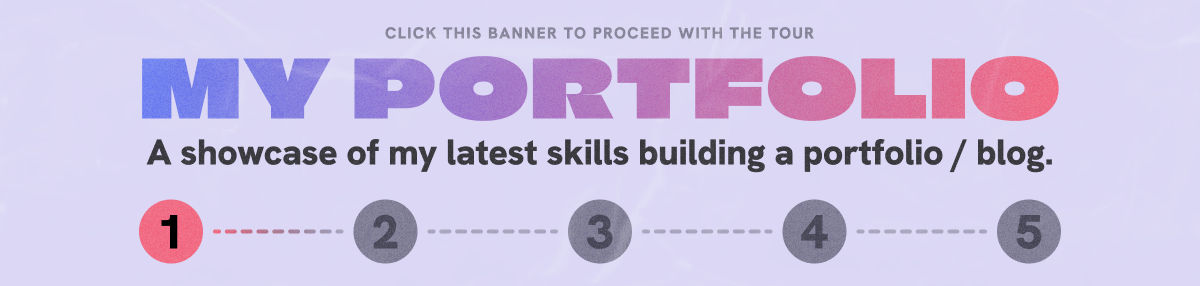 CLICK THIS BANNER TO PROCEED WITH THE TOUR
MY PORTFOLIO
A showcase of my latest skills building a portfolio / blog.
1 2 3 4 5